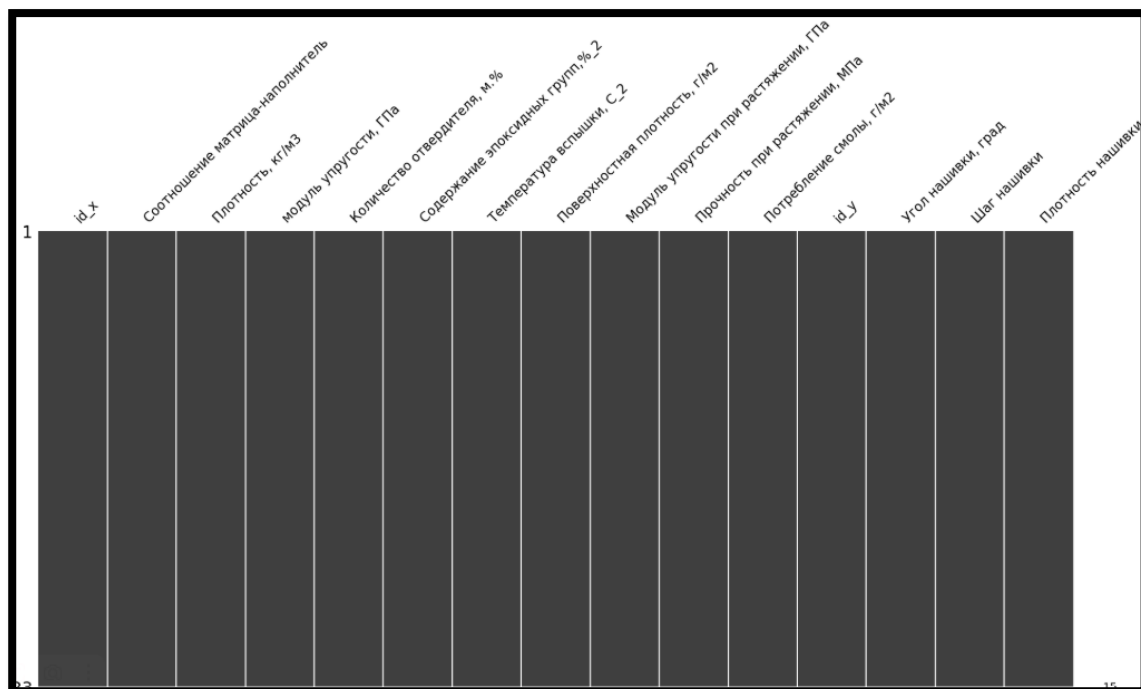 id_x
Соотношение матрица-наполнитель
Плотность, кг/м3
модуль упругости, ГПа
Количество отвердителя, м.%
Содержание эпоксидных групп,%_2
Температура вспышки, С_2
Поверхностная плотность, г/м2
Модуль упругости при растяжении, ГПа
Прочность при растяжении, МПа
Потребление смолы, г/м2
id_y
Угол нашивки, град
Шаг нашивки
Плотность нашивки
1
15